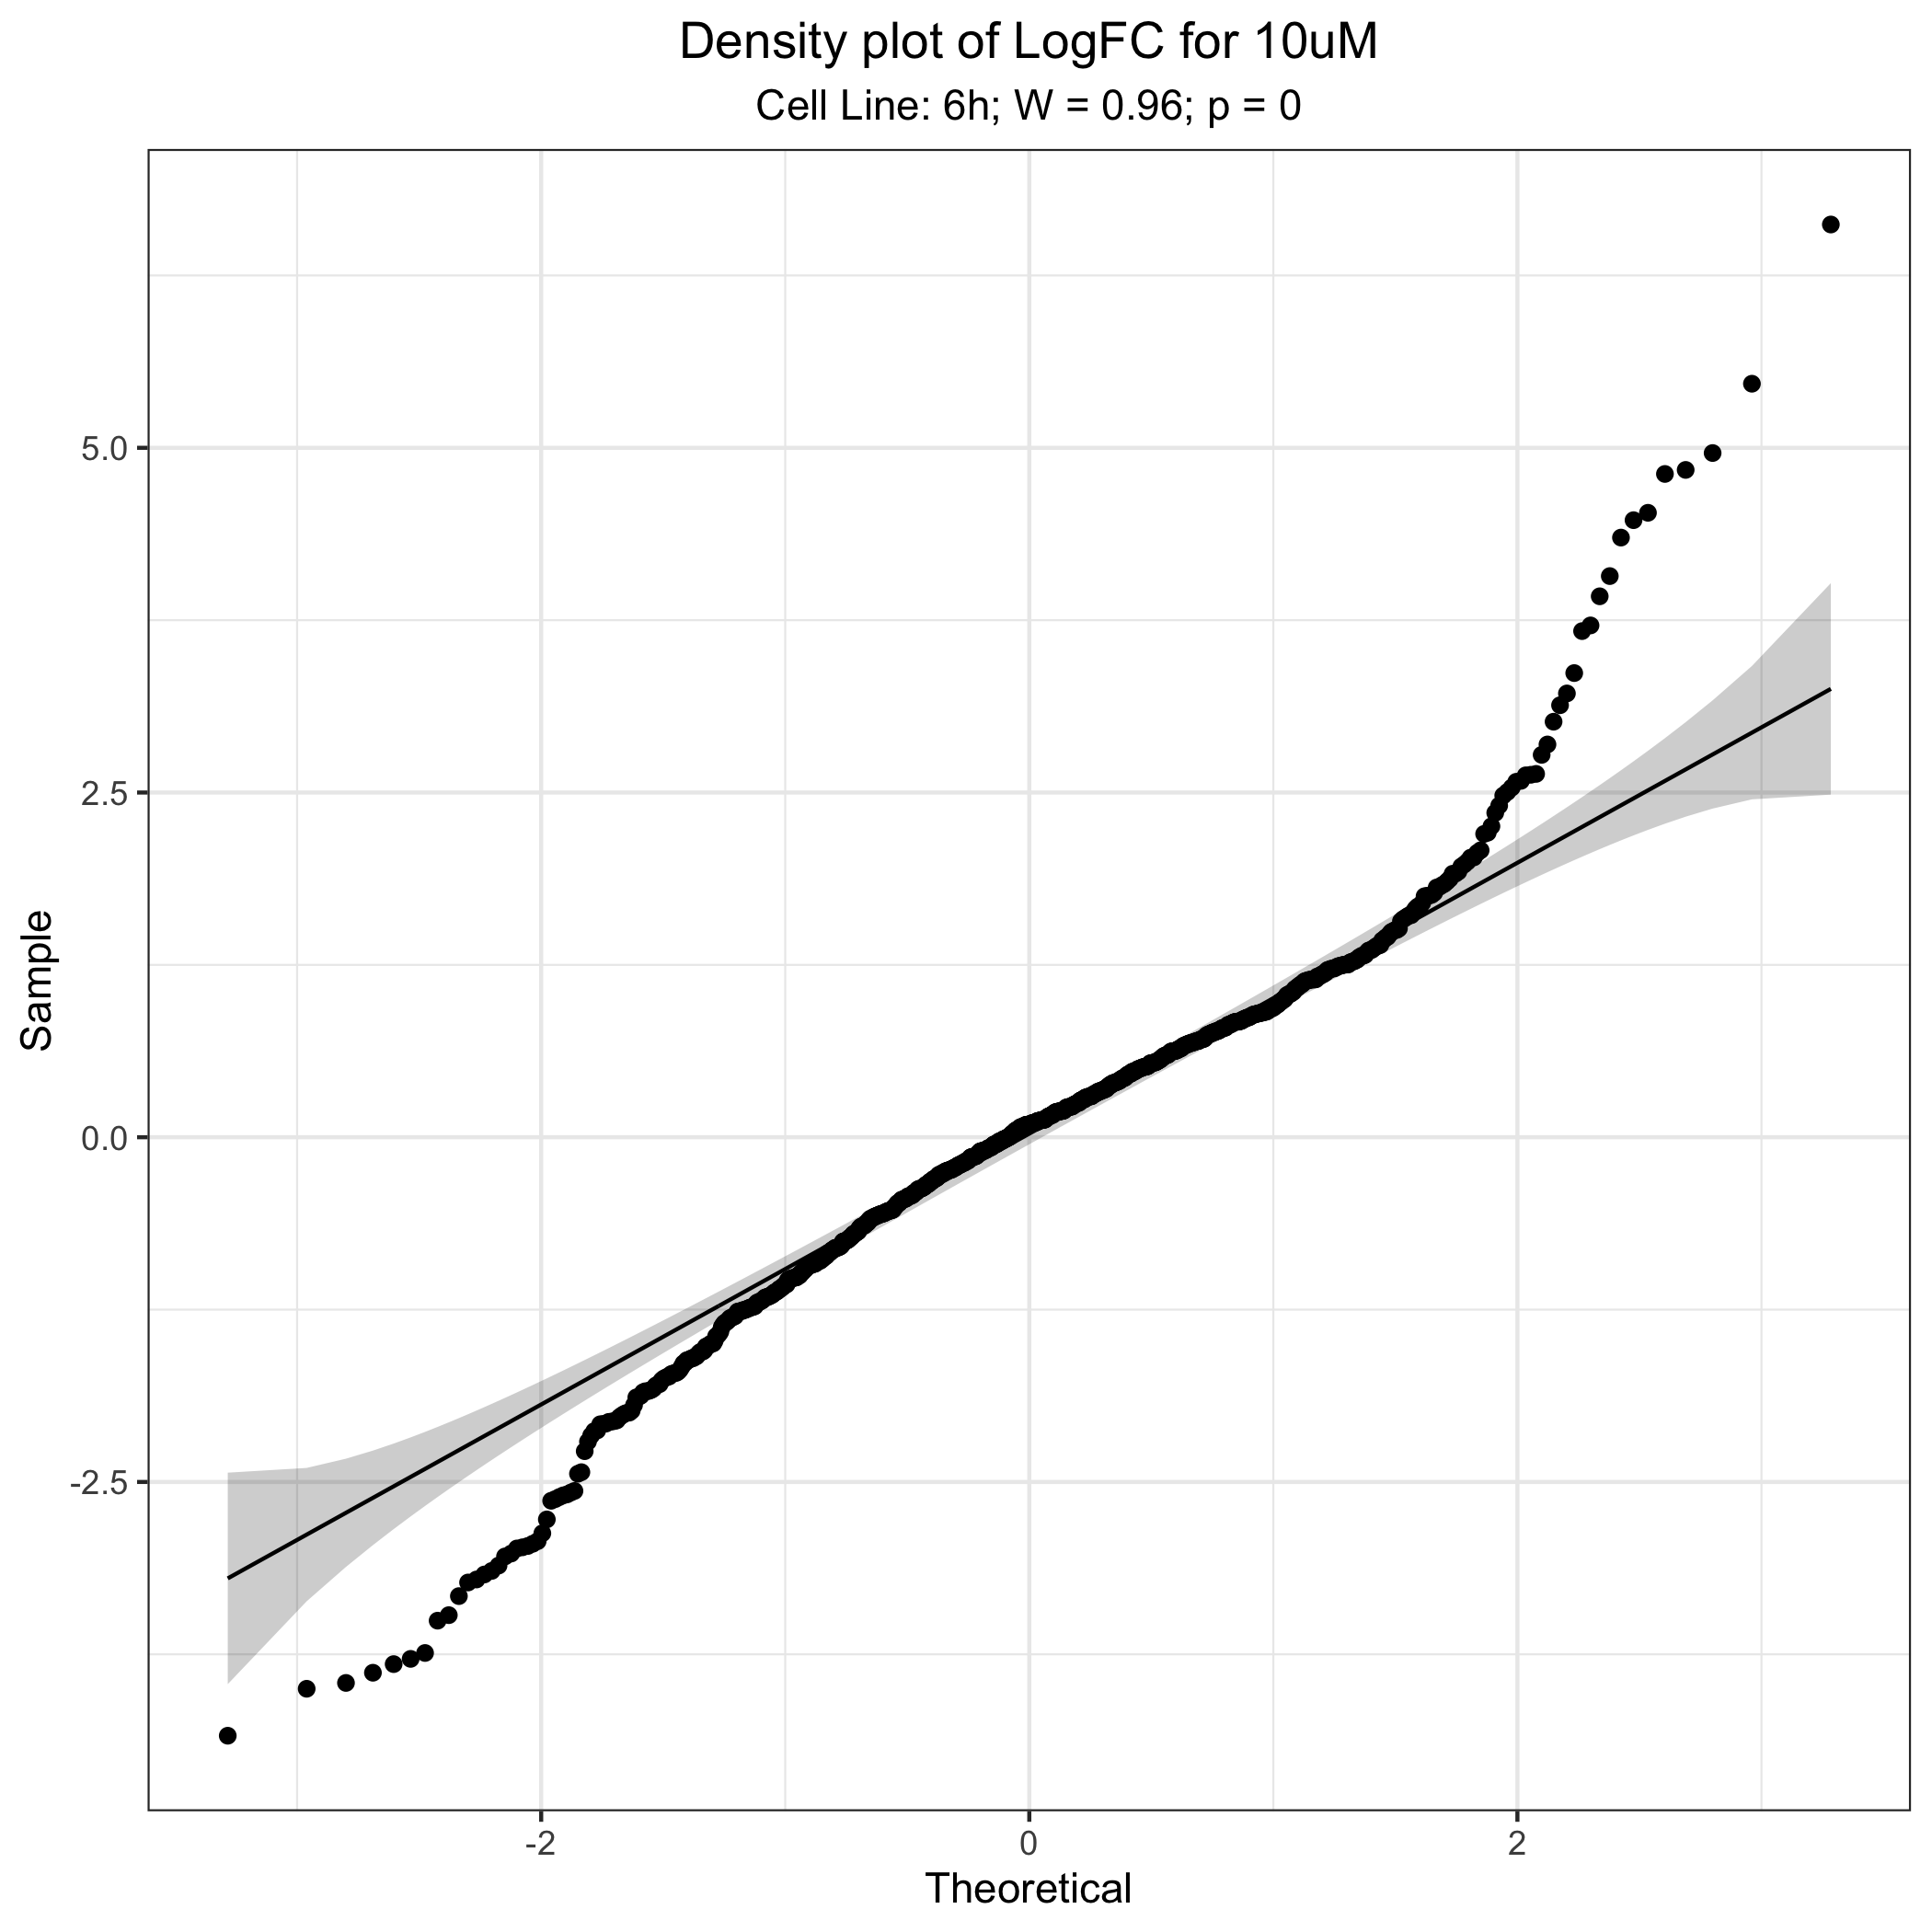 Density plot of LogFC for 10uM
Cell Line: 6h; W = 0.96; p = 0
5.0
2.5
0.0
-2.5
Sample
-2
0
2
Theoretical